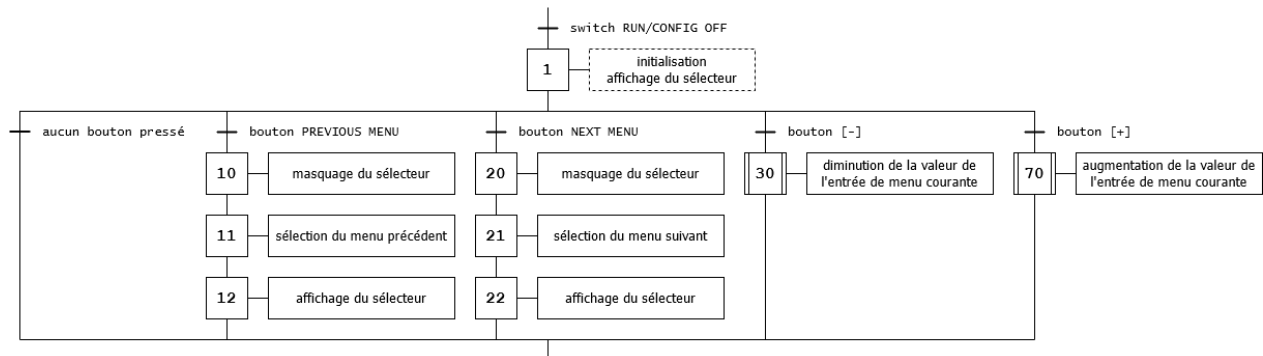 switch RUN/CONFIG OFF
1
initialisation
affichage du sélecteur
aucun bouton pressé
bouton PREVIOUS MENU
bouton NEXT MENU
bouton [-]
bouton [+]
10
masquage du sélecteur
20
masquage du sélecteur
30
diminution de la valeur de
l'entrée de menu courante
70
augmentation de la valeur de
l'entrée de menu courante
11
sélection du menu précédent
21
sélection du menu suivant
12
affichage du sélecteur
22
affichage du sélecteur